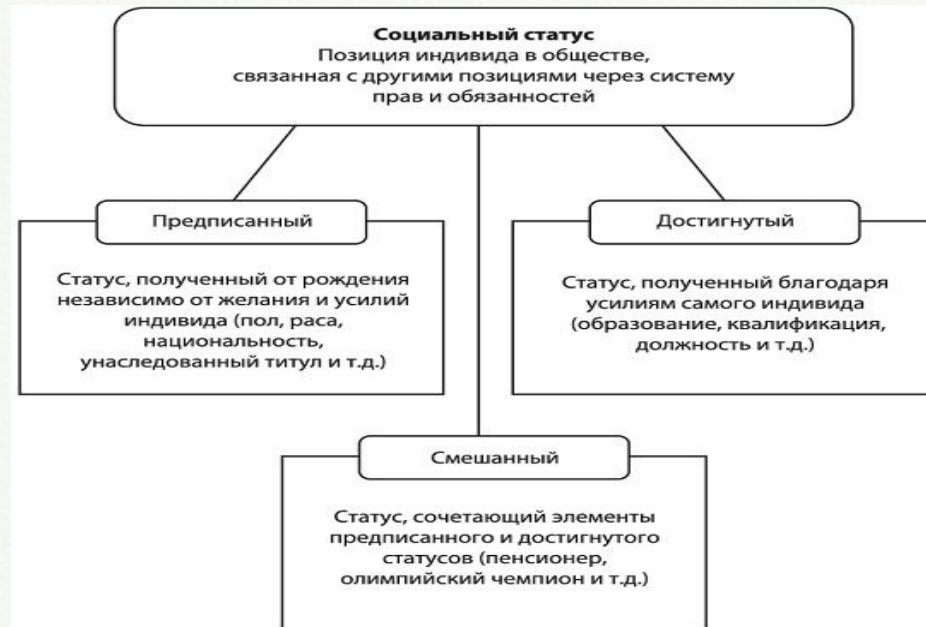 Социальный статус
Позиция индивида в обществе,
связанная с другими позициями через систему
прав и обязанностей
Предписанный
Статус, полученный от рождения
независимо от желания и усилий
индивида (пол, раса,
национальность,
унаследованный титул и т.д.)
Достигнутый
Статус, полученный благодаря
усилиям самого индивида
(образование, квалификация,
должность и т.д.)
Смешанный
Статус, сочетающий элементы
предписанного и достигнутого
статусов (пенсионер,
олимпийский чемпион и т.д.)